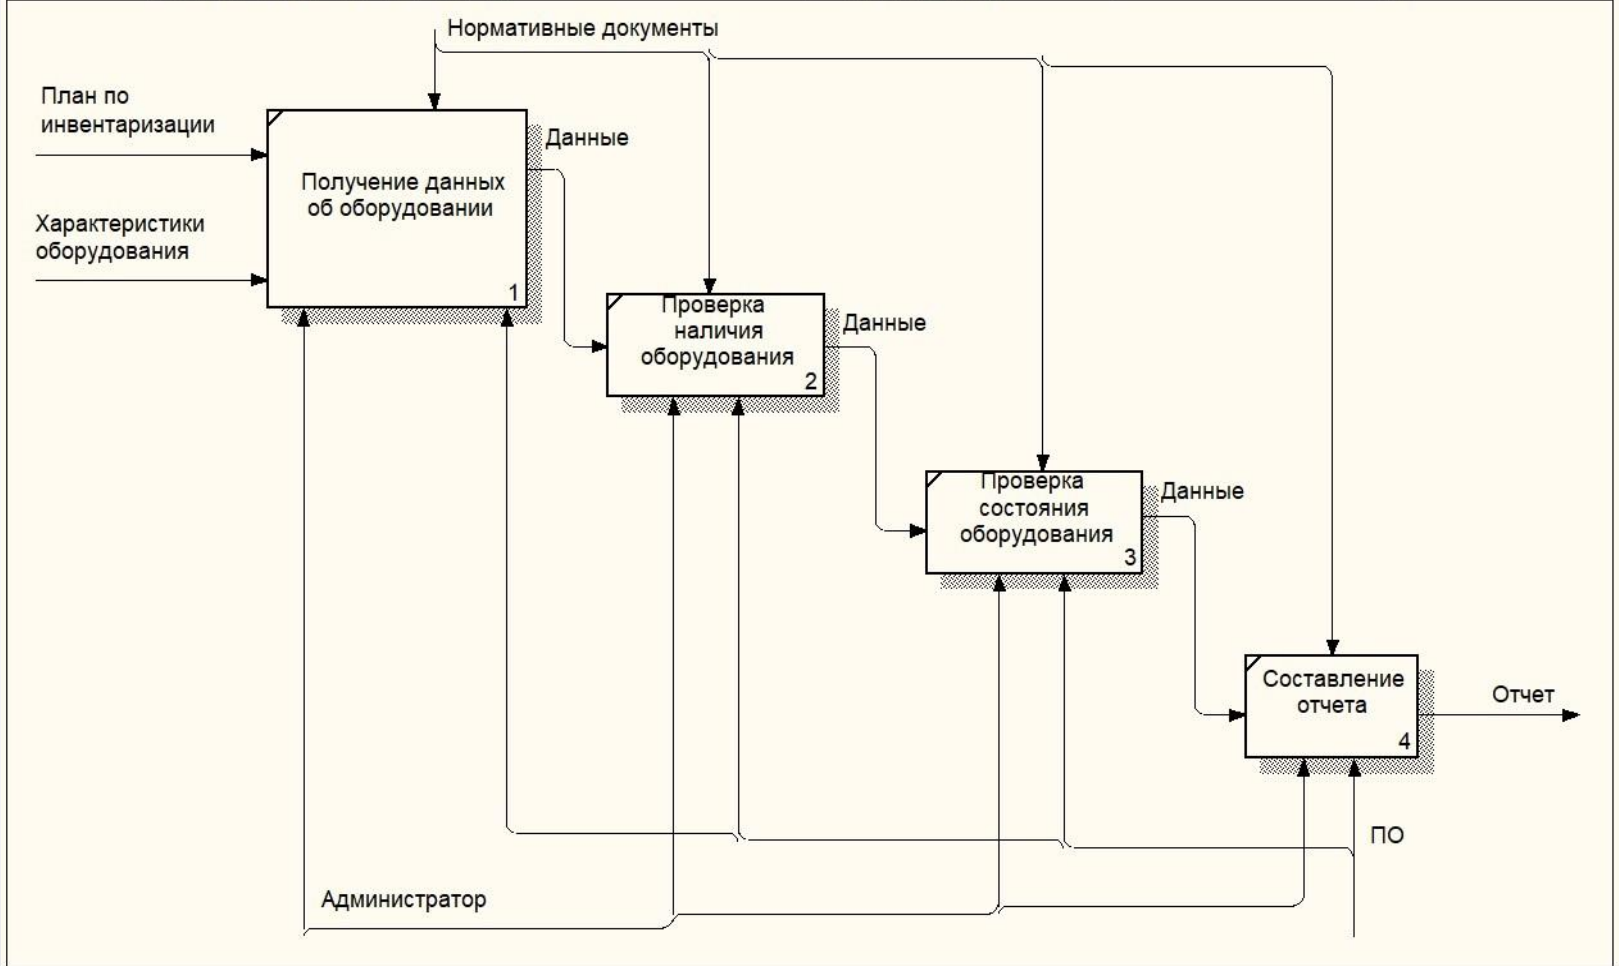 Нормативные документы
План по
инвентаризации
Данные
Получение данных
об оборудовании
Характеристики
оборудования
1
Проверка
наличия
оборудования
2
Данные
Проверка
состояния
оборудования
3
Данные
Составление
отчета
4
Отчет
ПО
Администратор